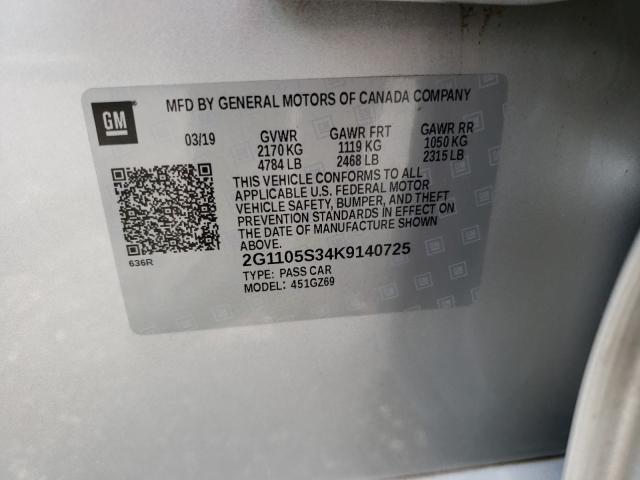 GM
MFD BY GENERAL MOTORS OF CANADA COMPANY
03/19 GVWR GAWR FRT GAWR RR
2170 KG 1119 KG 1050 KG
4784 LB 2468 LB 2315 LB
THIS VEHICLE CONFORMS TO ALL
APPLICABLE U.S. FEDERAL MOTOR
VEHICLE SAFETY, BUMPER, AND THEFT
PREVENTION STANDARDS IN EFFECT ON
THE DATE OF MANUFACTURE SHOWN
ABOVE.
636R
2G1105S34K9140725
TYPE: PASS CAR
MODEL: 451GZ69